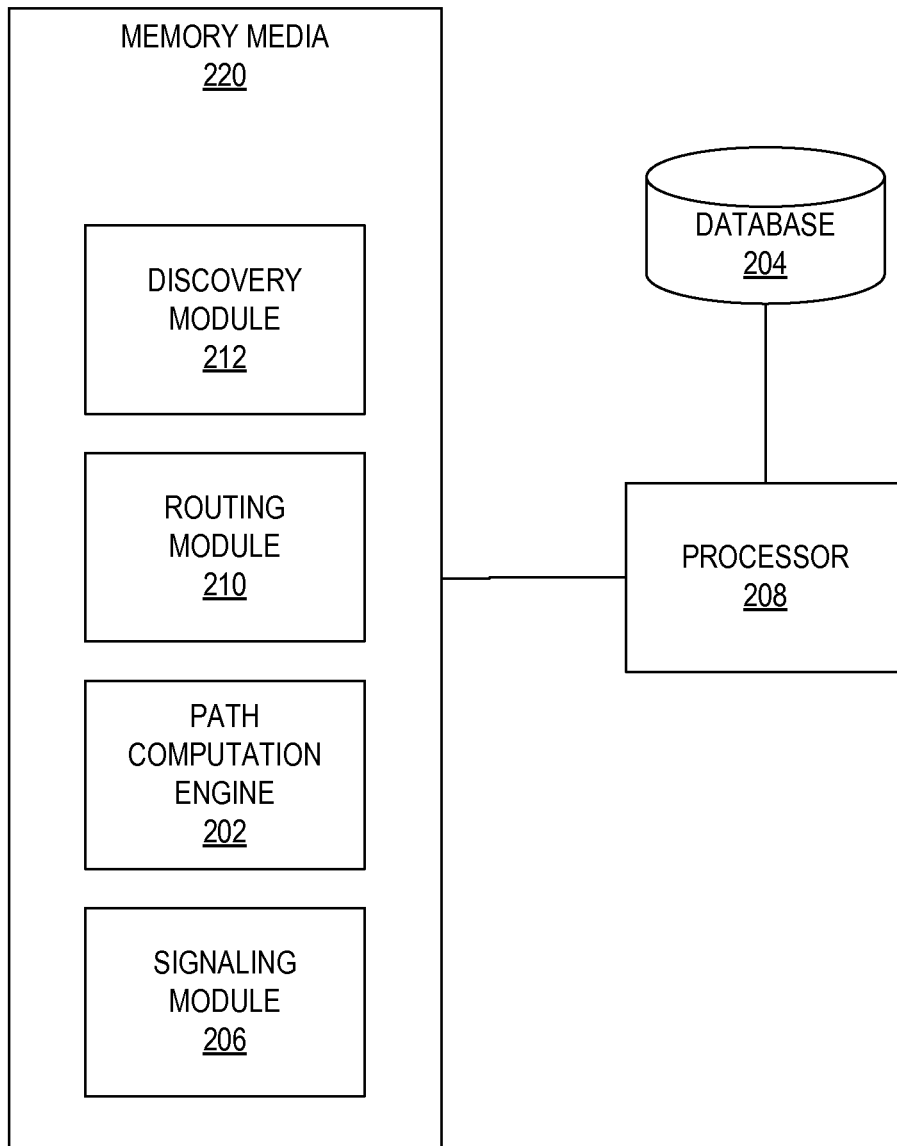 MEMORY MEDIA
220
DISCOVERY
MODULE
212
ROUTING
MODULE
210
PATH
COMPUTATION
ENGINE
202
SIGNALING
MODULE
206
DATABASE
204
PROCESSOR
208